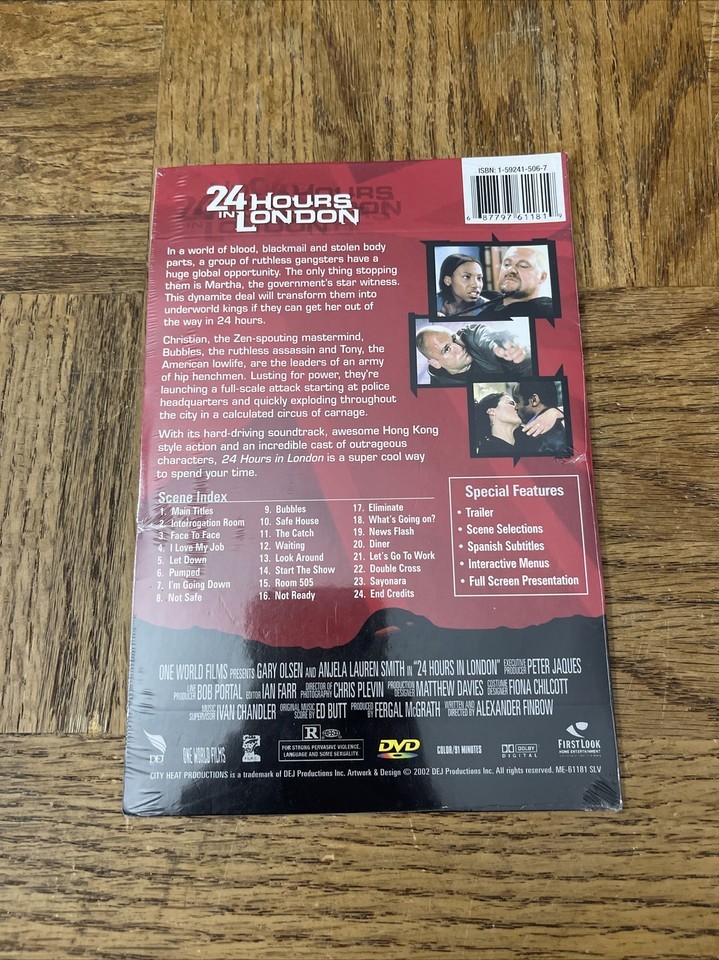 ISBN: 1-59241-506-7
6 87797 61181 9
24 HOURS
IN LONDON
In a world of blood, blackmail and stolen body
parts, a group of ruthless gangsters have a
huge global opportunity. The only thing stopping
them is Martha, the government's star witness.
This dynamite deal will transform them into
underworld kings if they can get her out of
the way in 24 hours.
Christian, the Zen-spouting mastermind,
Bubbles, the ruthless assassin and Tony, the
American lowlife, are the leaders of an army
of hip henchmen. Lusting for power, they're
launching a full-scale attack starting at police
headquarters and quickly exploding throughout
the city in a calculated circus of carnage.
With its hard-driving soundtrack, awesome Hong Kong
style action and an incredible cast of outrageous
characters, 24 Hours in London is a super cool way
to spend your time.
Scene Index
1. Main Titles
2. Interrogation Room
3. Face To Face
4. I Love My Job
5. Let Down
6. Pumped
7. I'm Going Down
8. Not Safe
9. Bubbles
10. Safe House
11. The Catch
12. Waiting
13. Look Around
14. Start The Show
15. Room 505
16. Not Ready
17. Eliminate
18. What's Going on?
19. News Flash
20. Diner
21. Let's Go To Work
22. Double Cross
23. Sayonara
24. End Credits
Special Features
• Trailer
• Scene Selections
• Spanish Subtitles
• Interactive Menus
• Full Screen Presentation
ONE WORLD FILMS PRESENTS GARY OLSEN AND ANJELA LAUREN SMITH IN "24 HOURS IN LONDON" EXECUTIVE PRODUCER PETER JAQUES
LINE PRODUCER BOB PORTAL EDITOR IAN FARR DIRECTOR OF PHOTOGRAPHY CHRIS PLEVIN PRODUCTION DESIGNER MATTHEW DAVIES COSTUME DESIGNER FIONA CHILCOTT
MUSIC SUPERVISOR IVAN CHANDLER ORIGINAL MUSIC SCORE BY ED BUTT PRODUCED BY FERGAL McGRATH WRITTEN AND DIRECTED BY ALEXANDER FINBOW
DEJ
ONE WORLD FILMS
R
FOR STRONG PERVASIVE VIOLENCE,
LANGUAGE AND SOME SEXUALITY.
DVD
COLOR/91 MINUTES
DOLBY
DIGITAL
FIRSTLOOK
HOME ENTERTAINMENT
CITY HEAT PRODUCTIONS is a trademark of DEJ Productions Inc. Artwork & Design © 2002 DEJ Productions Inc. All rights reserved. ME-61181 SLV